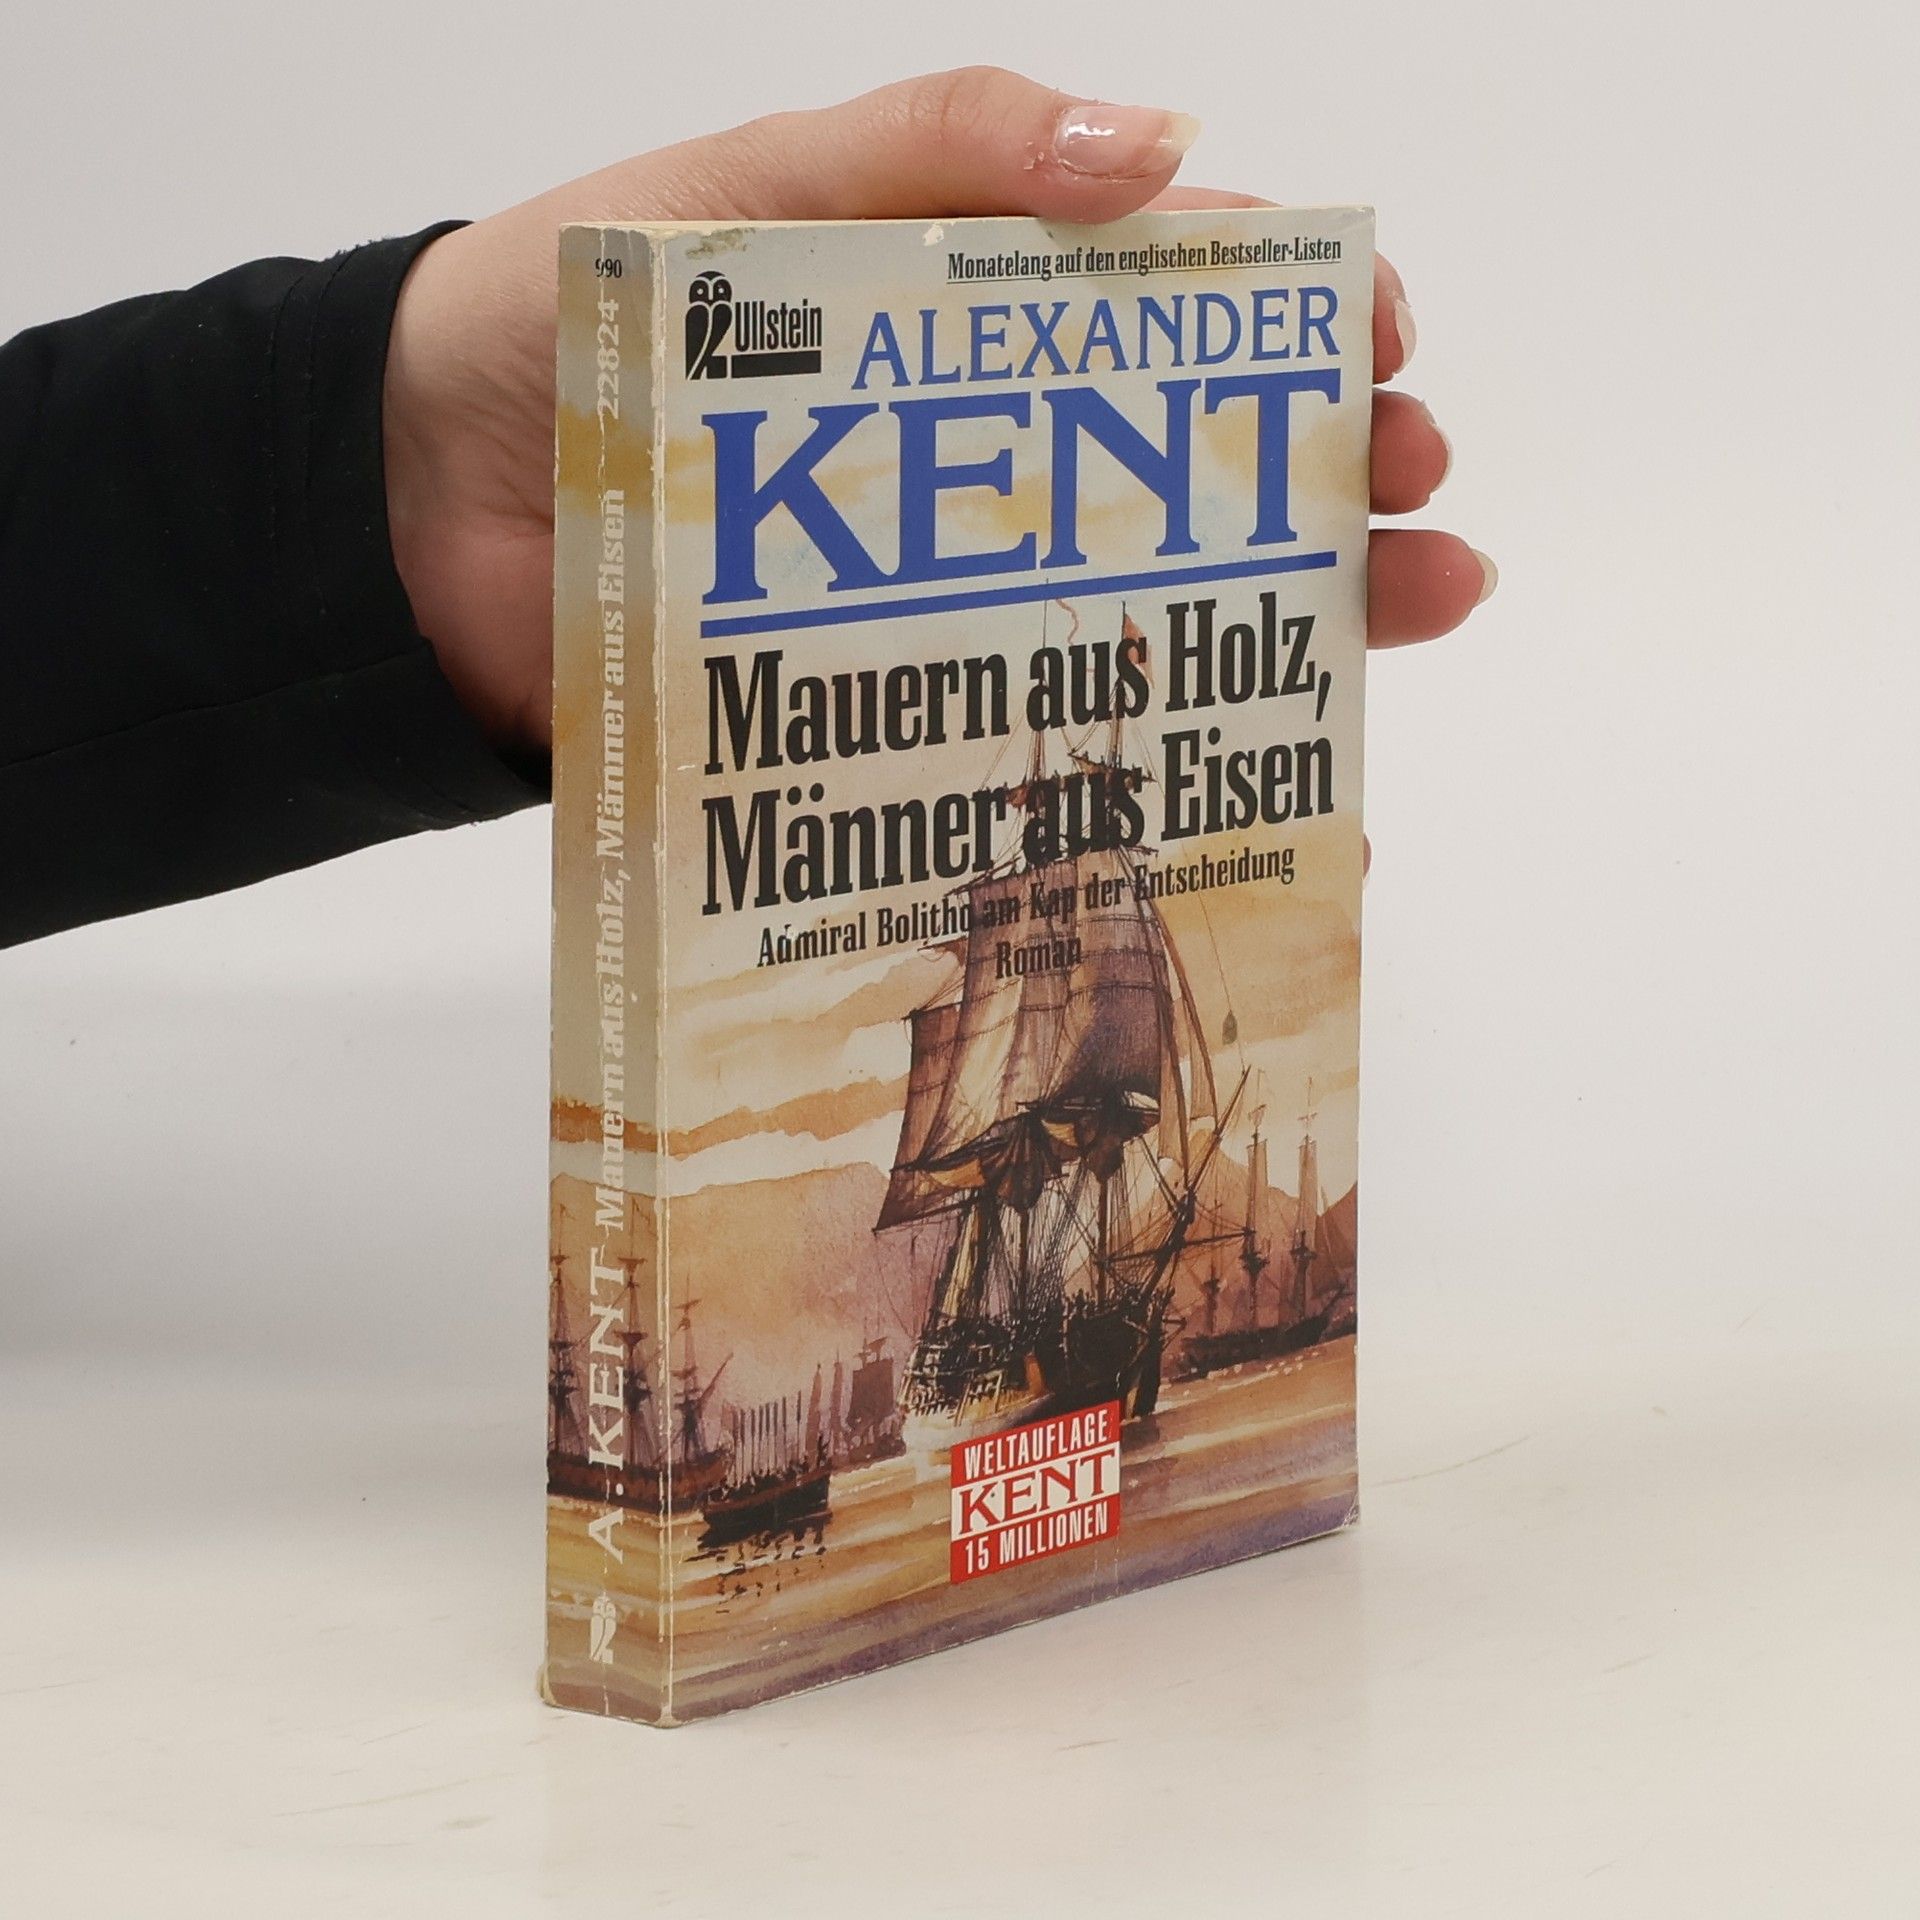 990
22824
Mauern aus Holz, Männer aus Eisen
A. KENT
Ullstein
Monatelang auf den englischen Bestseller-Listen
ALEXANDER
KENT
Mauern aus Holz,
Männer aus Eisen
Admiral Bolitho am Kap der Entscheidung
Roman
WELTAUFLAGE
KENT
15 MILLIONEN